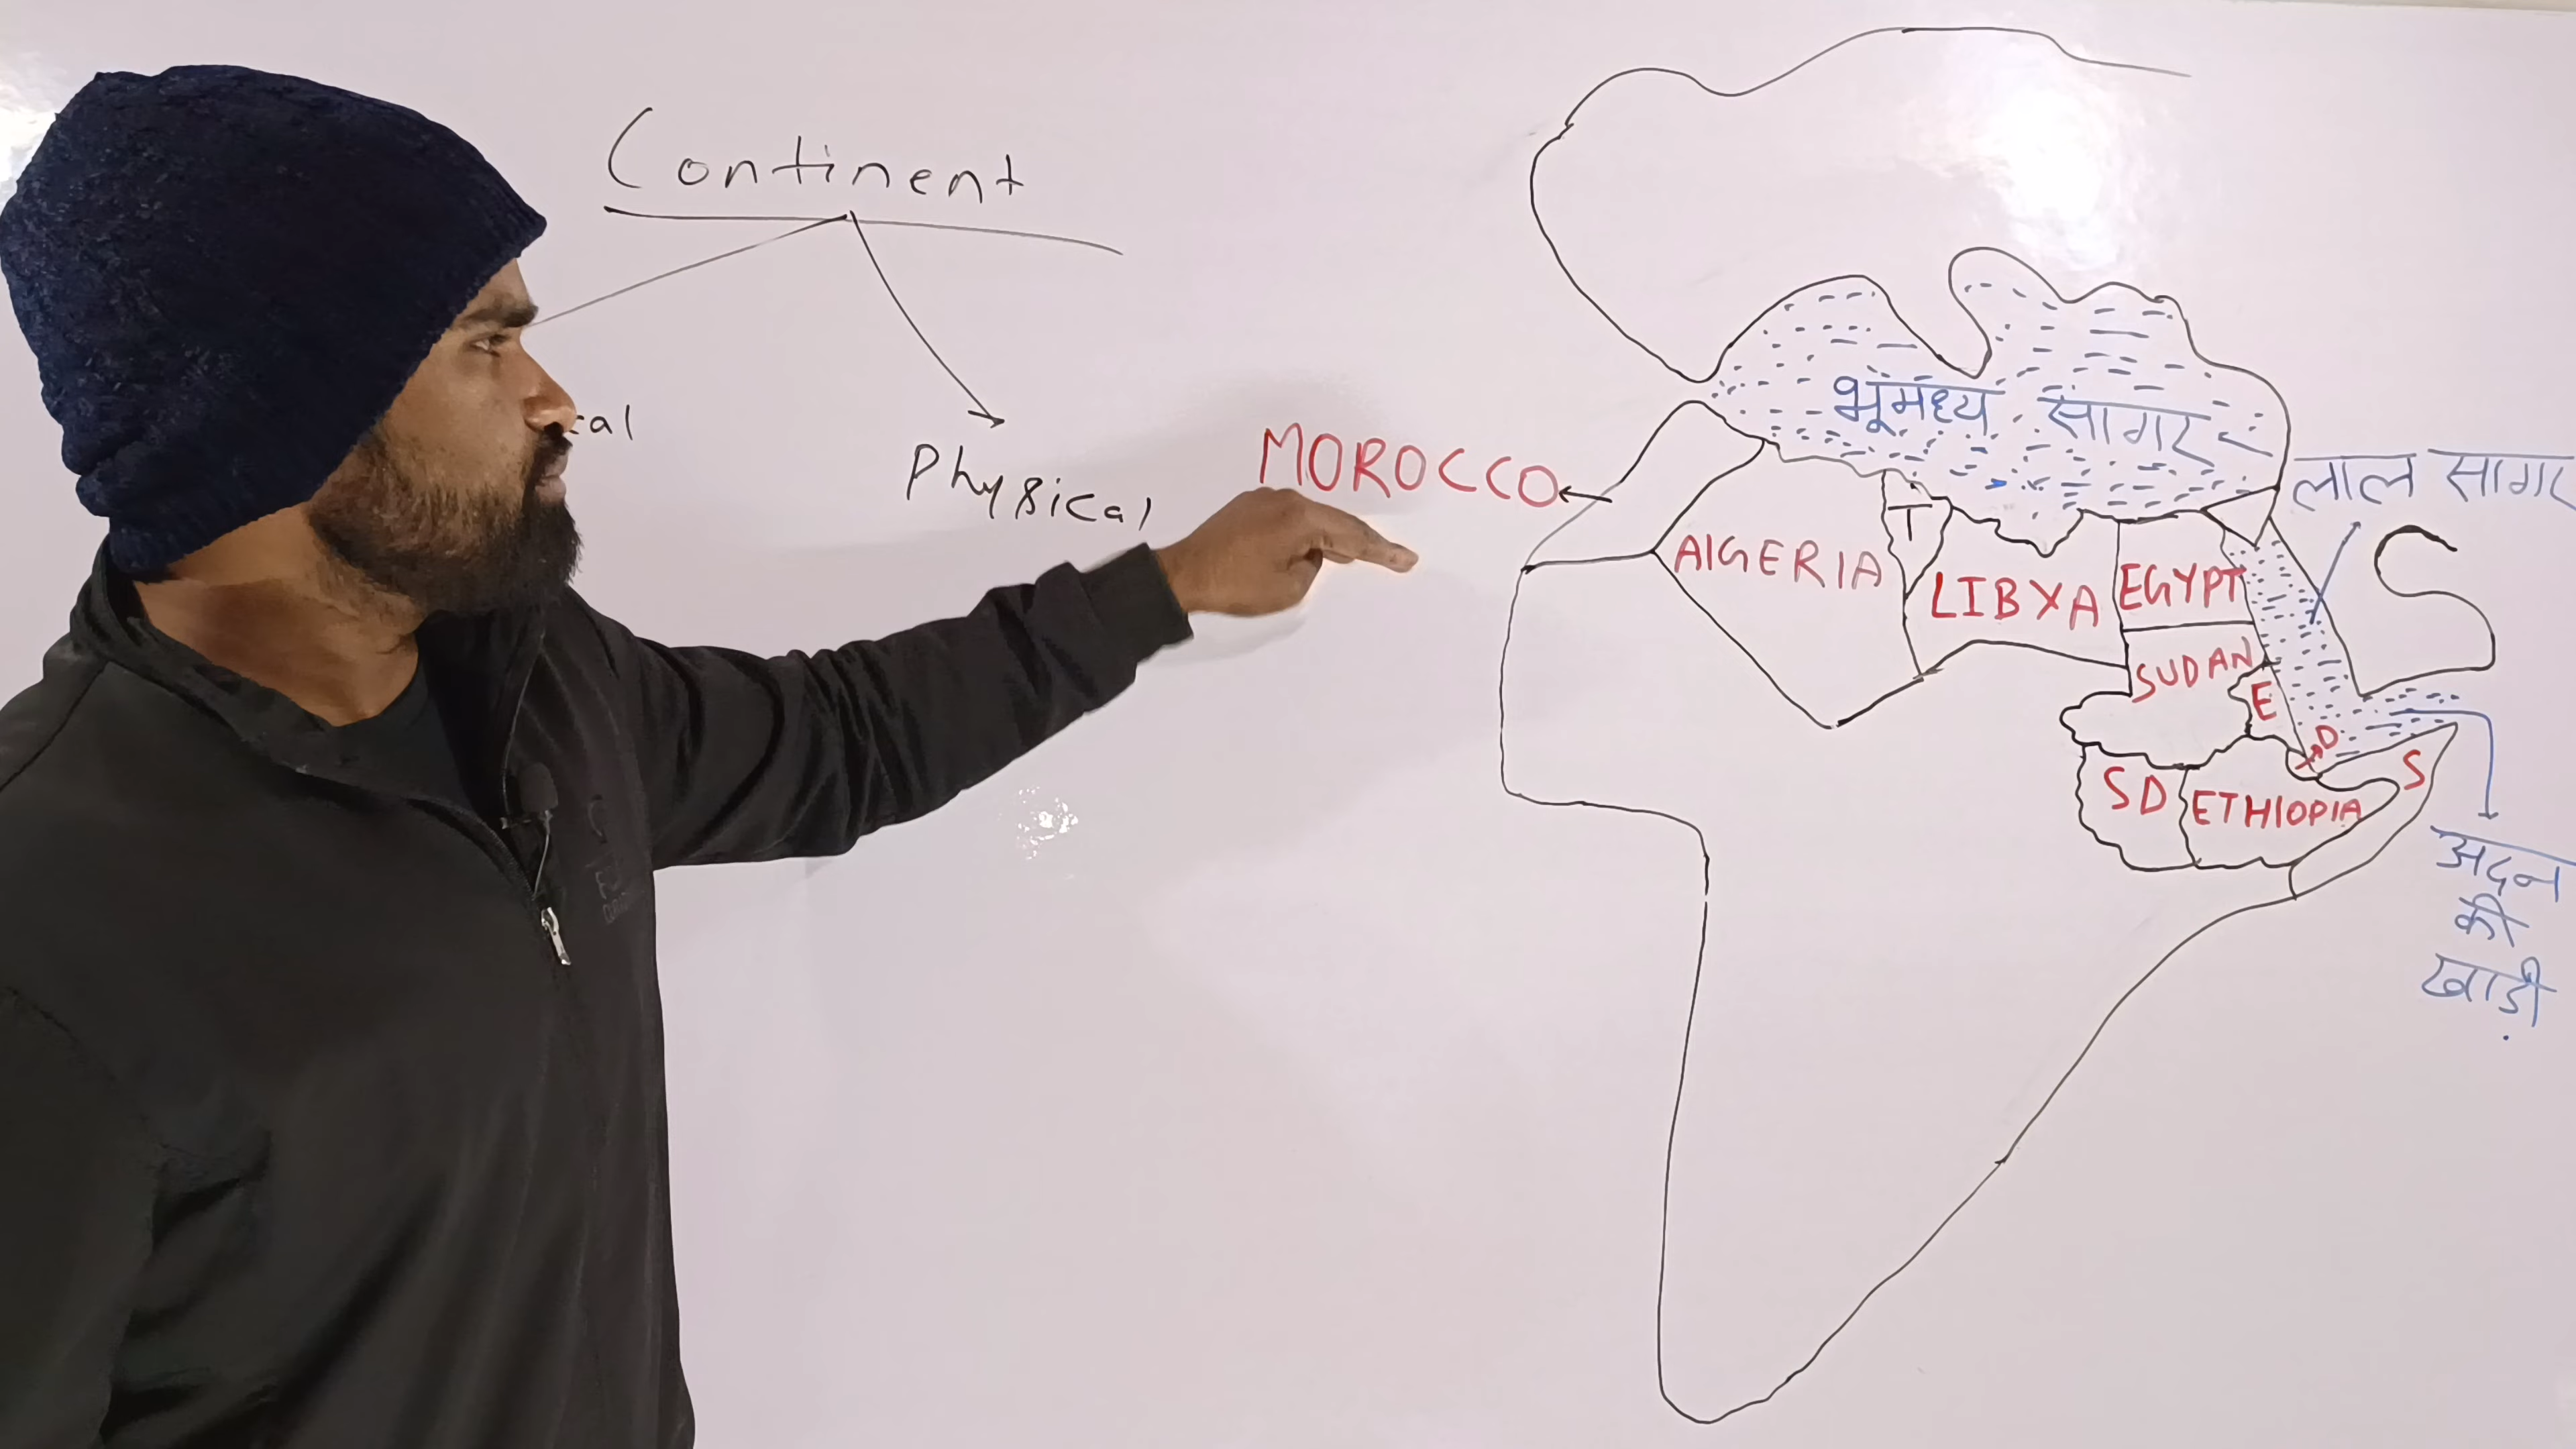 Continent
cal
Physical
MOROCCO
AlGERIA
T
LIBYA
EGYPT
SUDAN
E
D
S
SD
ETHIOPIA
भूमध्य सागर
लाल सागर
अदन
की
खाड़ी